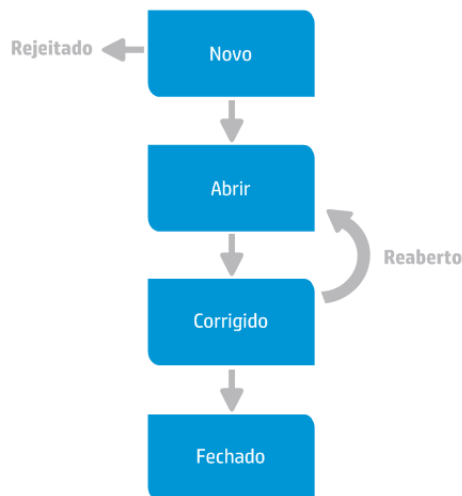 Rejeitado
Novo
Abrir
Reaberto
Corrigido
Fechado